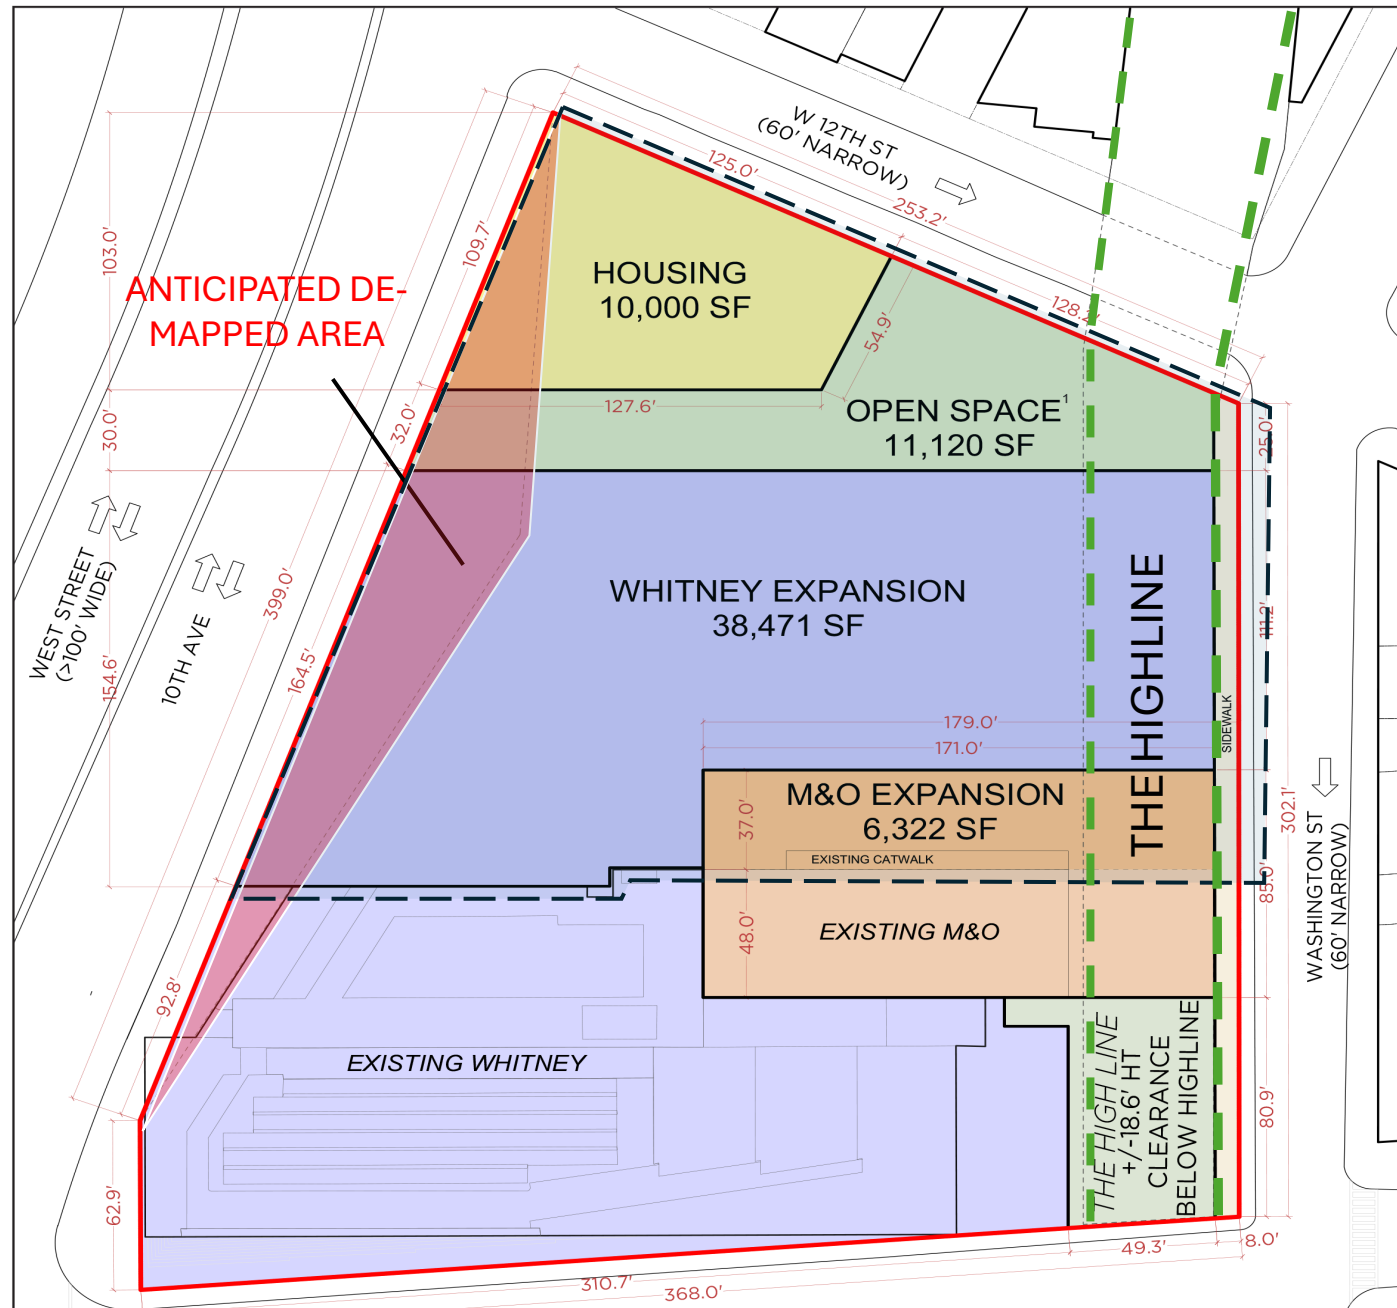 W 12TH ST
(60' NARROW)
125.0'
253.2'
128.2'
103.0'
109.7'
ANTICIPATED DE-
MAPPED AREA
HOUSING
10,000 SF
54.9'
127.6'
30.0'
32.0'
OPEN SPACE¹
11,120 SF
25.0'
WEST STREET
(>100' WIDE)
10TH AVE
399.0'
164.5'
154.6'
WHITNEY EXPANSION
38,471 SF
THE HIGHLINE
111.2'
SIDEWALK
179.0'
171.0'
M&O EXPANSION
6,322 SF
37.0'
EXISTING CATWALK
302.1'
WASHINGTON ST
(60' NARROW)
85.0'
48.0'
EXISTING M&O
92.8'
EXISTING WHITNEY
THE HIGH LINE
+/-18.6' HT
CLEARANCE
BELOW HIGHLINE
80.9'
62.9'
49.3'
8.0'
310.7'
368.0'